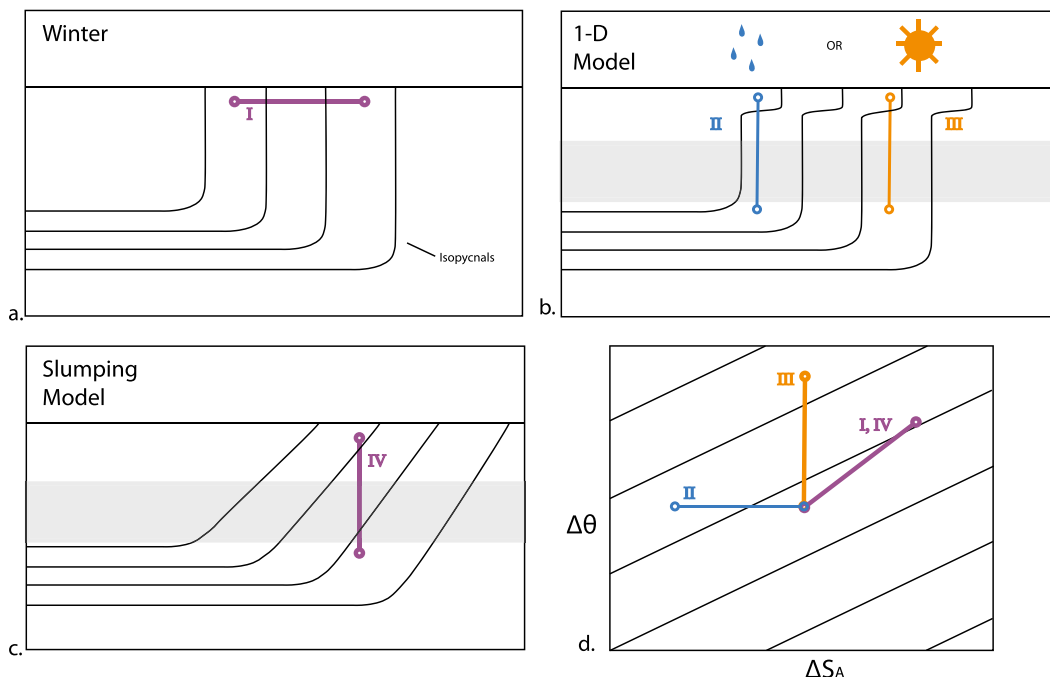 Winter
I
Isopycnals
a.
1-D
Model
OR
II
III
b.
Slumping
Model
IV
c.
III
I, IV
II
Δθ
d.
ΔSA